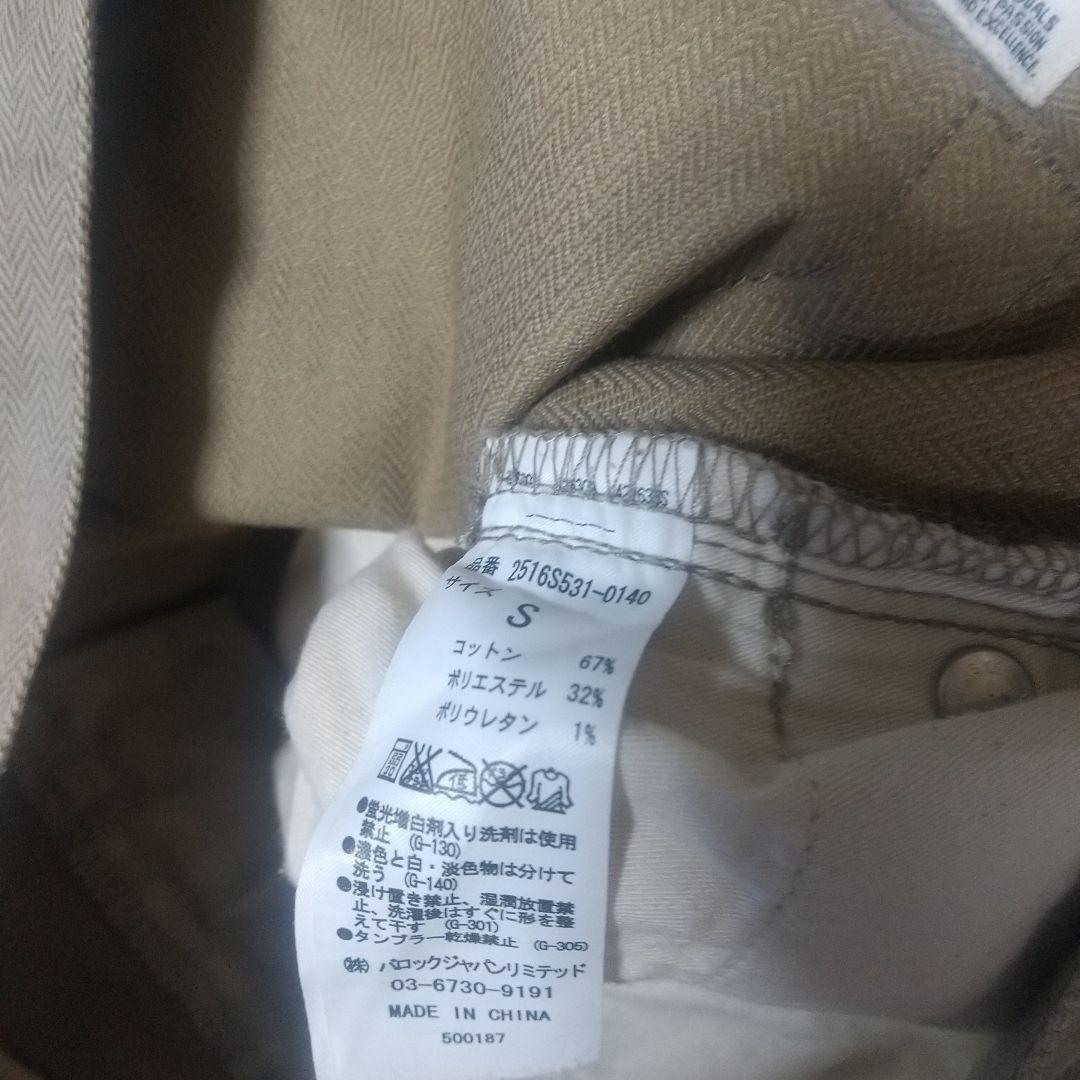 UALS
PASSION
EXCELLENCE.
品番 2516S531-0140
サイズ
S
コットン 67%
ポリエステル 32%
ポリウレタン 1%
●蛍光増白剤入り洗剤は使用
禁止 (G-130)
●濃色と白・淡色物は分けて
洗う (G-140)
●浸け置き禁止、湿潤放置禁
止、洗濯後はすぐに形を整
えて干す (G-301)
●タンブラー乾燥禁止 (G-305)
㈱ バロックジャパンリミテッド
03-6730-9191
MADE IN CHINA
500187